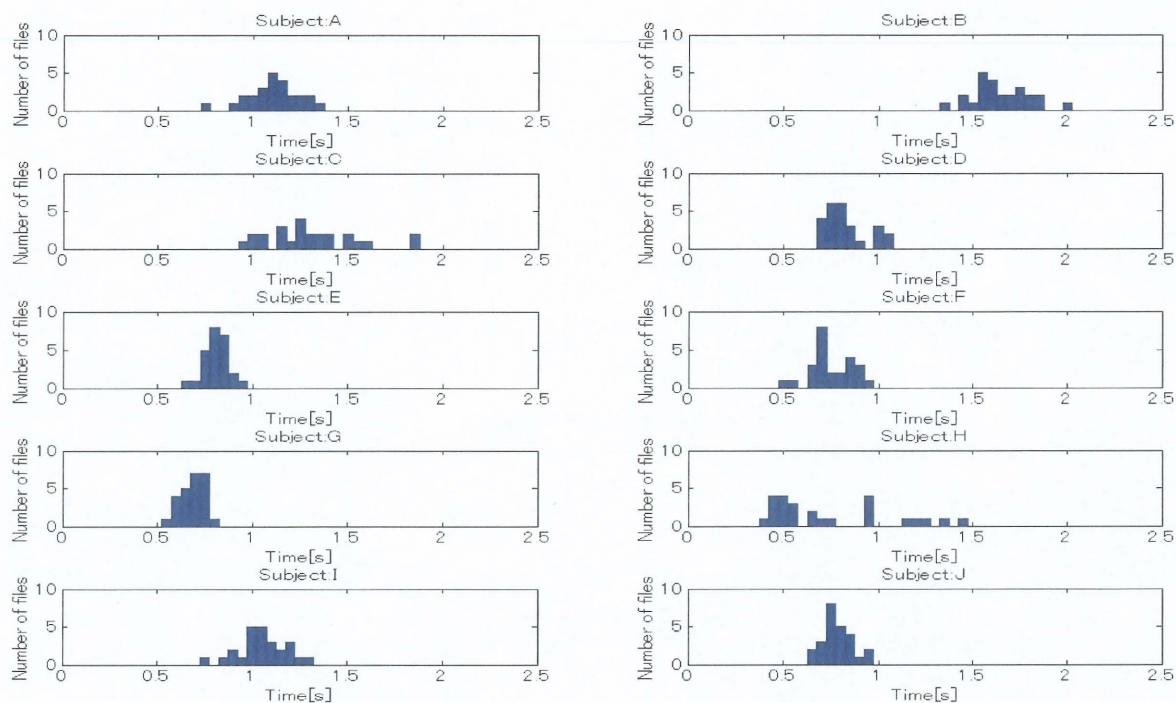 Subject:A
Number of files
10
5
0
0 0.5 1 1.5 2 2.5
Time[s]
Subject:B
Number of files
10
5
0
0 0.5 1 1.5 2 2.5
Time[s]
Subject:C
Number of files
10
5
0
0 0.5 1 1.5 2 2.5
Time[s]
Subject:D
Number of files
10
5
0
0 0.5 1 1.5 2 2.5
Time[s]
Subject:E
Number of files
10
5
0
0 0.5 1 1.5 2 2.5
Time[s]
Subject:F
Number of files
10
5
0
0 0.5 1 1.5 2 2.5
Time[s]
Subject:G
Number of files
10
5
0
0 0.5 1 1.5 2 2.5
Time[s]
Subject:H
Number of files
10
5
0
0 0.5 1 1.5 2 2.5
Time[s]
Subject:I
Number of files
10
5
0
0 0.5 1 1.5 2 2.5
Time[s]
Subject:J
Number of files
10
5
0
0 0.5 1 1.5 2 2.5
Time[s]